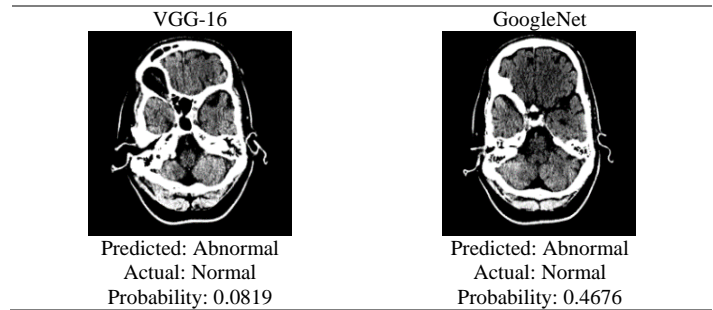 VGG-16
GoogleNet
Predicted: Abnormal
Actual: Normal
Probability: 0.0819
Predicted: Abnormal
Actual: Normal
Probability: 0.4676